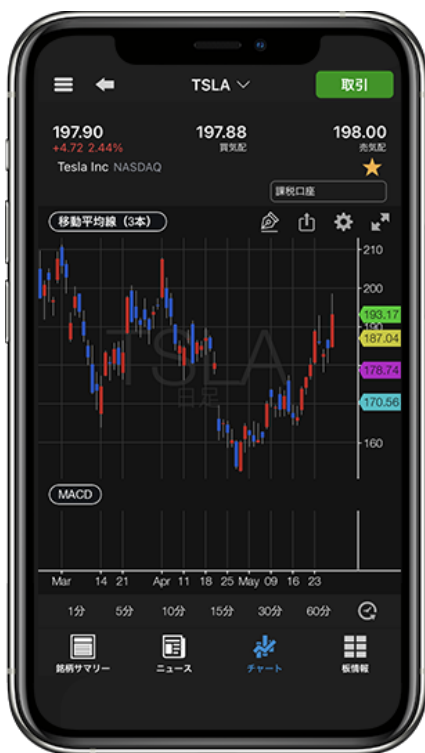 TSLA
取引
197.90
197.88
198.00
+4.72 2.44%
買気配
売気配
Tesla Inc NASDAQ
課税口座
移動平均線（3本）
210
200
193.17
190
187.04
178.74
170.56
160
TSLA
日足
MACD
Mar 14 21 Apr 11 18 25 May 09 16 23
1分 5分 10分 15分 30分 60分
銘柄サマリー ニュース チャート 板情報